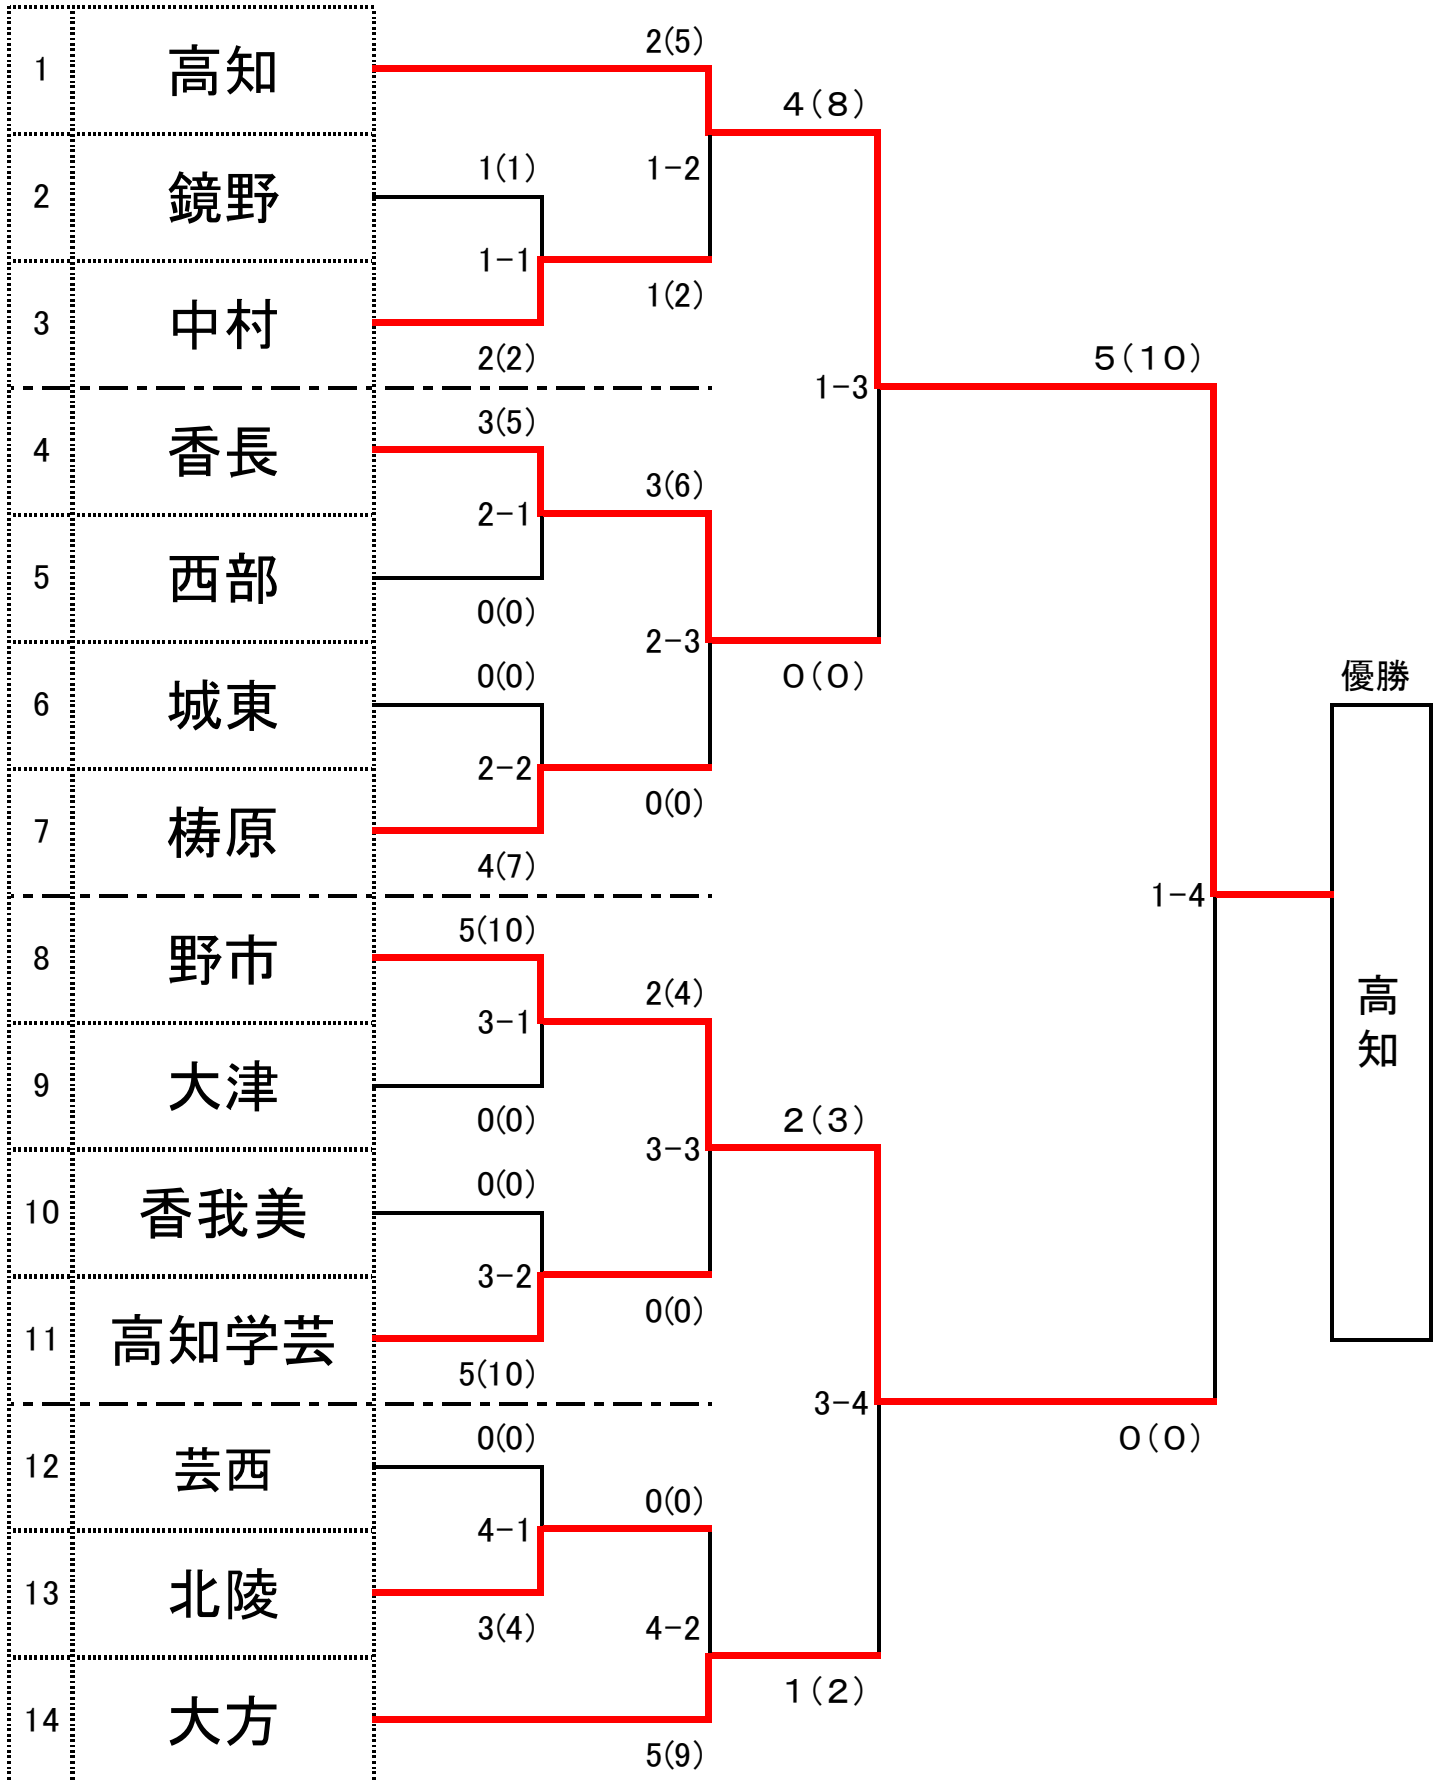 2(5)
1 高知
4(8)
1(1) 1-2
2 鏡野
1-1
1(2)
3 中村
2(2) 5(10)
1-3
3(5)
4 香長
3(6)
2-1
5 西部
0(0)
2-3
0(0) 0(0) 優勝
6 城東
2-2
0(0)
7 梼原
4(7)
1-4
5(10)
8 野市
2(4)
高知
3-1
9 大津
0(0) 2(3)
3-3
0(0)
10 香我美
3-2
0(0)
11 高知学芸
5(10)
3-4
0(0) 0(0)
12 芸西
0(0)
4-1
13 北陵
3(4) 4-2
1(2)
14 大方
5(9)